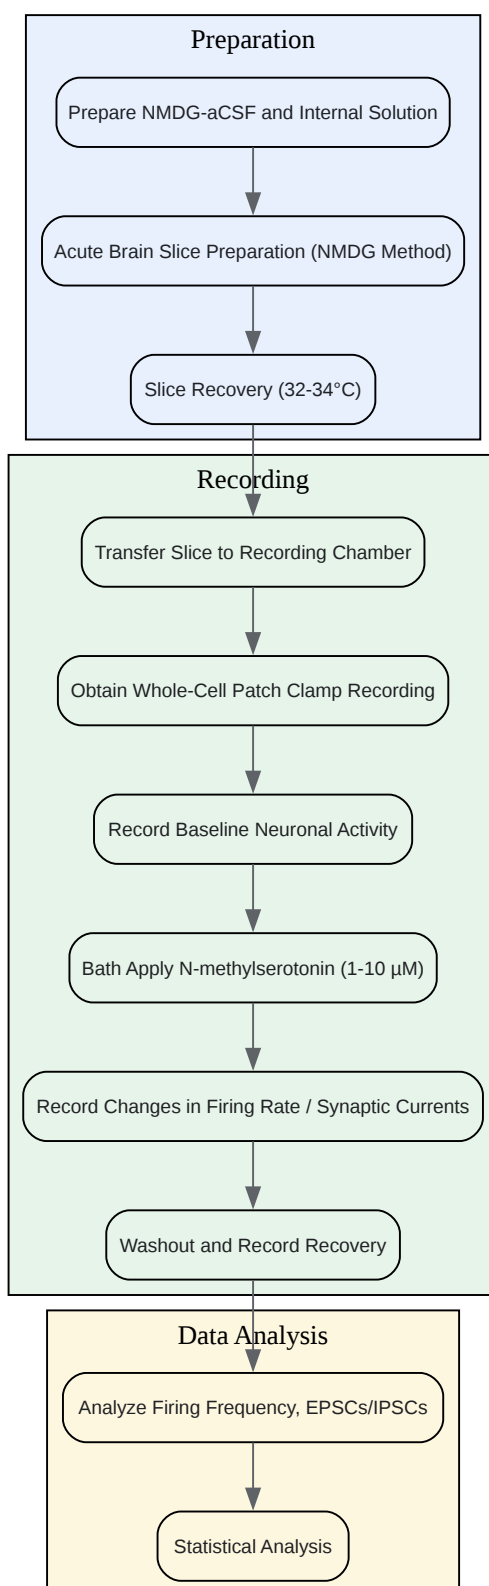 Preparation
Prepare NMDG-aCSF and Internal Solution
Acute Brain Slice Preparation (NMDG Method)
Slice Recovery (32-34°C)
Recording
Transfer Slice to Recording Chamber
Obtain Whole-Cell Patch Clamp Recording
Record Baseline Neuronal Activity
Bath Apply N-methylserotonin (1-10 µM)
Record Changes in Firing Rate / Synaptic Currents
Washout and Record Recovery
Data Analysis
Analyze Firing Frequency, EPSCs/IPSCs
Statistical Analysis